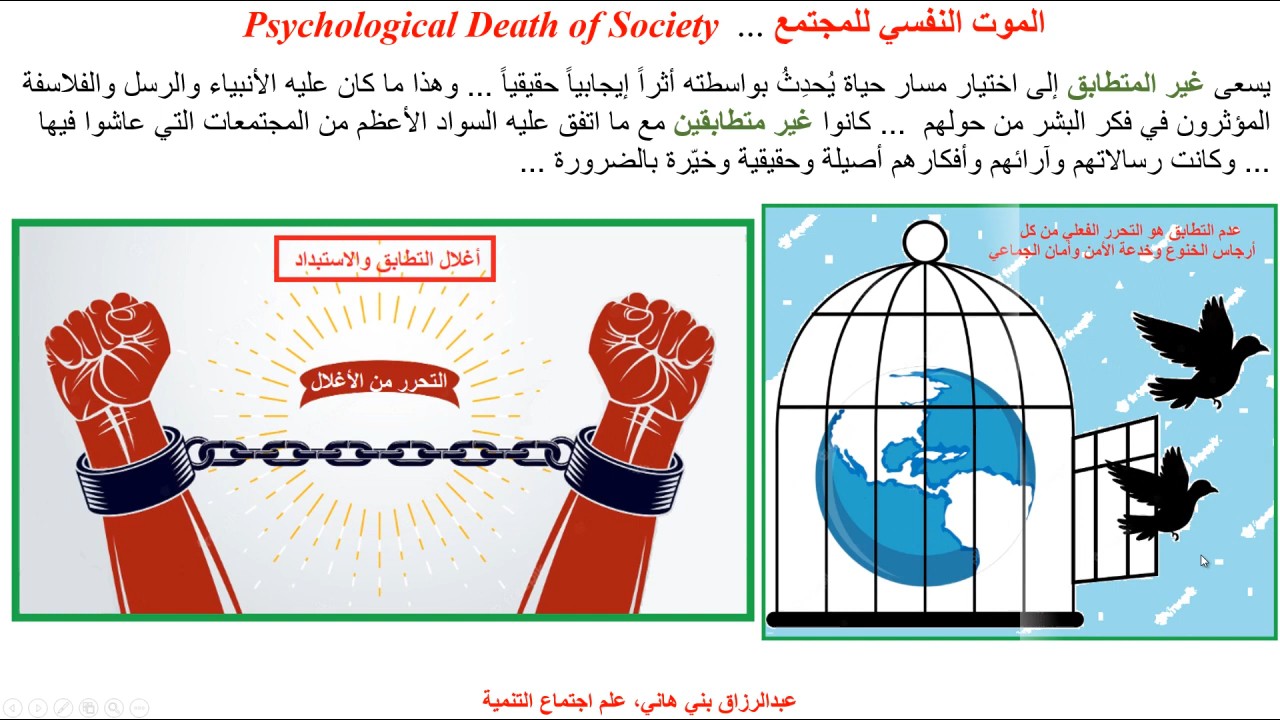 الموت النفسي للمجتمع ... Psychological Death of Society
يسعى غير المتطابق إلى اختيار مسار حياة يُحدِثُ بواسطته أثراً إيجابياً حقيقياً ... وهذا ما كان عليه الأنبياء والرسل والفلاسفة
المؤثرون في فكر البشر من حولهم ... كانوا غير متطابقين مع ما اتفق عليه السواد الأعظم من المجتمعات التي عاشوا فيها
... وكانت رسالاتهم وآرائهم وأفكارهم أصيلة وحقيقية وخيّرة بالضرورة ...
عدم التطابق هو التحرر الفعلي من كل
أرجاس الخنوع وخدعة الأمن وأمان الجماعي
أغلال التطابق والاستبداد
التحرر من الأغلال
عبدالرزاق بني هاني، علم اجتماع التنمية